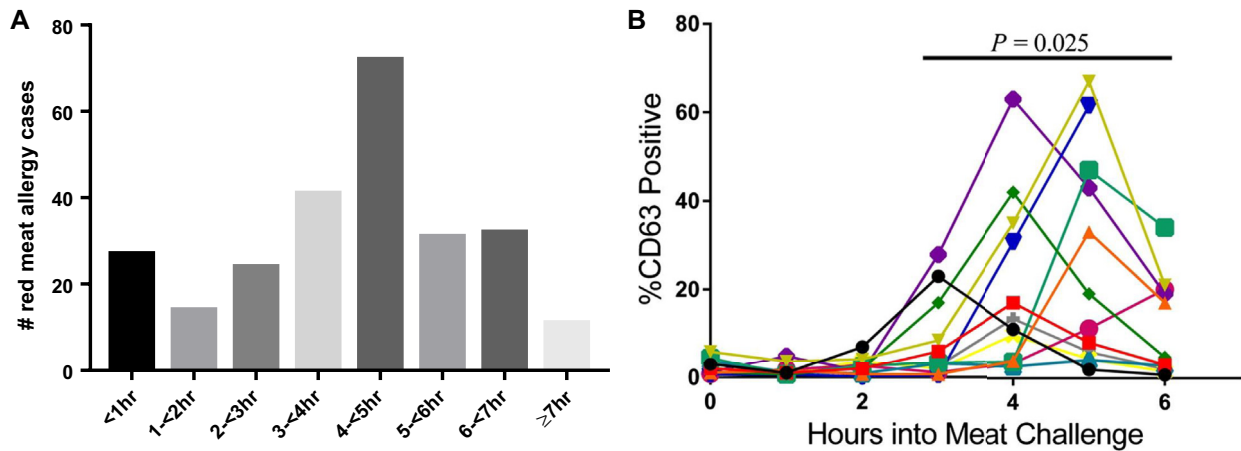 A
# red meat allergy cases
80
60
40
20
0
<1hr
1-<2hr
2-<3hr
3-<4hr
4-<5hr
5-<6hr
6-<7hr
≥7hr
B
P = 0.025
%CD63 Positive
80
60
40
20
0
0
2
4
6
Hours into Meat Challenge